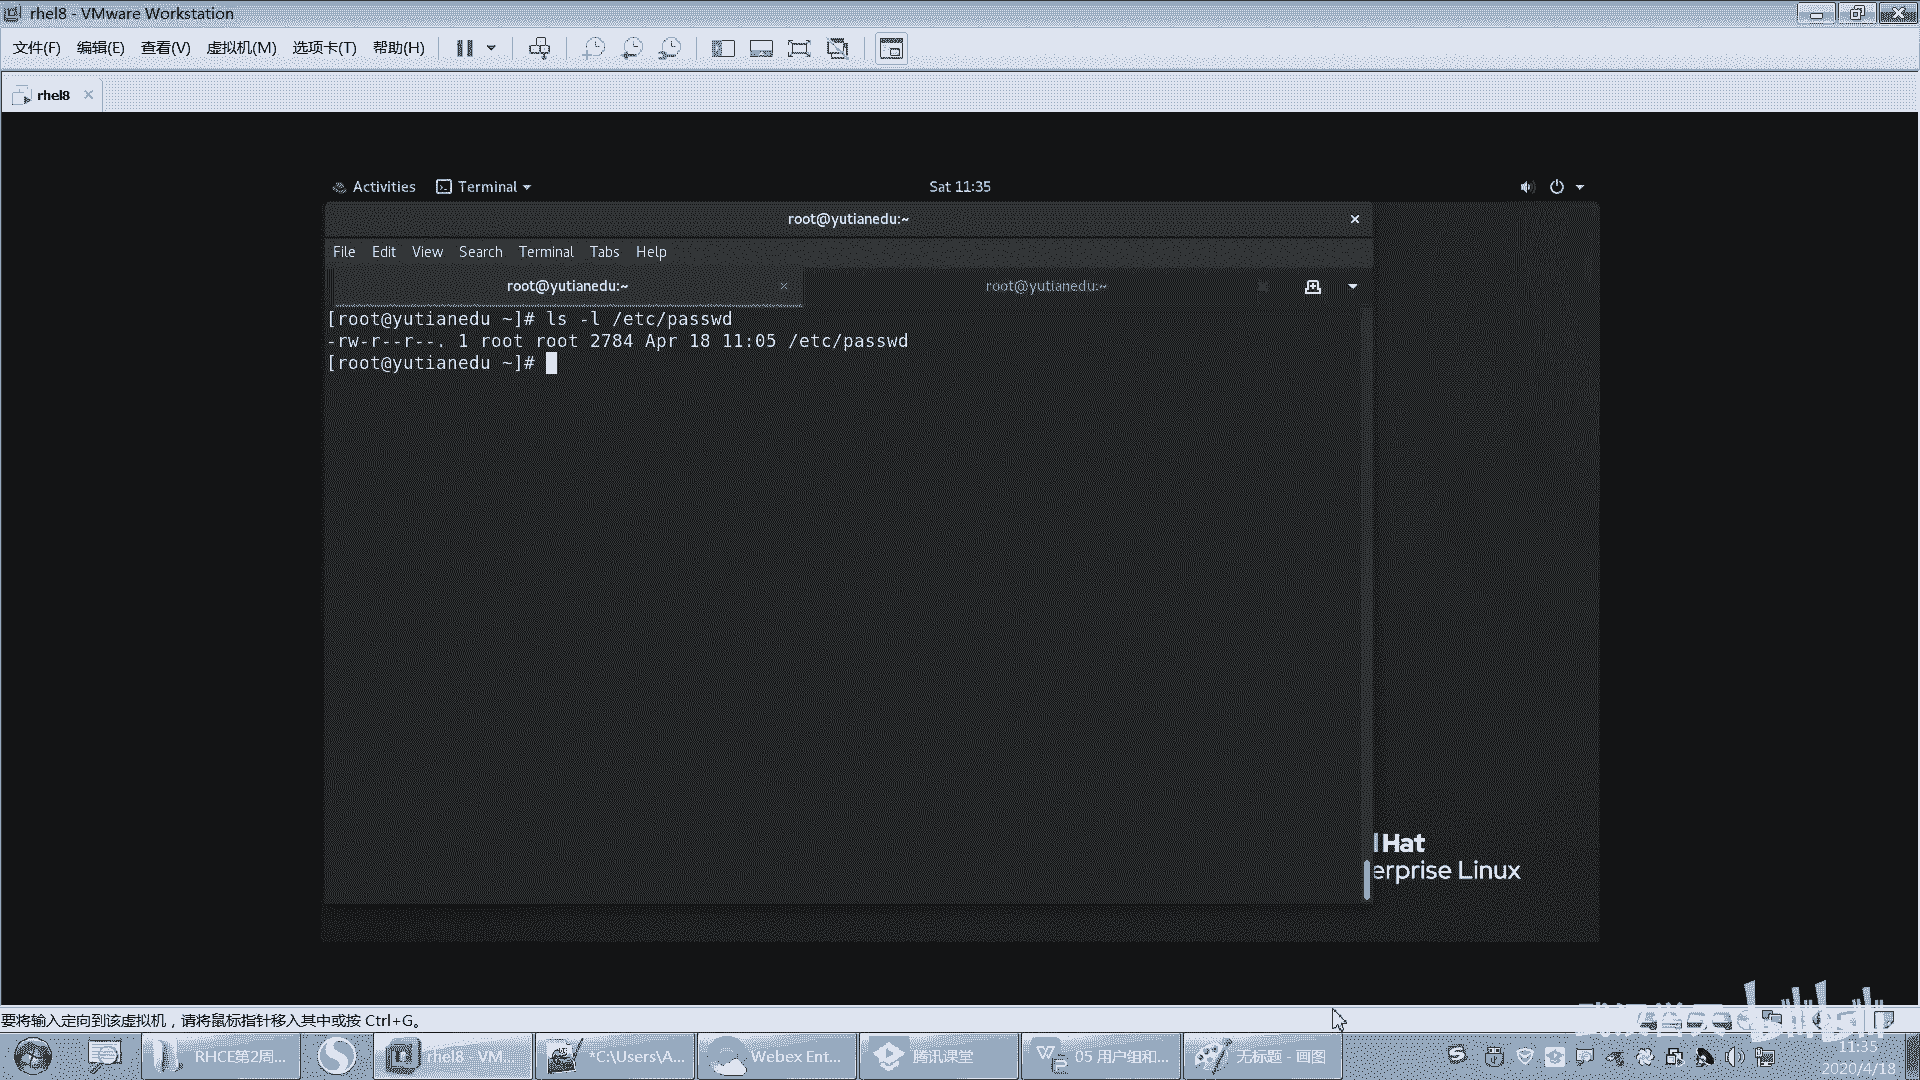 rhel8 - VMware Workstation
文件(F) 编辑(E) 查看(V) 虚拟机(M) 选项卡(T) 帮助(H)
rhel8
Activities Terminal Sat 11:35
root@yutianedu:~
File Edit View Search Terminal Tabs Help
root@yutianedu:~ root@yutianedu:~
[root@yutianedu ~]# ls -l /etc/passwd
-rw-r--r--. 1 root root 2784 Apr 18 11:05 /etc/passwd
[root@yutianedu ~]#
Hat
erprise Linux
要将输入定向到该虚拟机，请将鼠标指针移入其中或按 Ctrl+G。
RHCE第2周... rhel8 - VM... *C:\Users\A... Webex Ent... 腾讯课堂 05 用户组和... 无标题 - 画图
11:35
2020/4/18